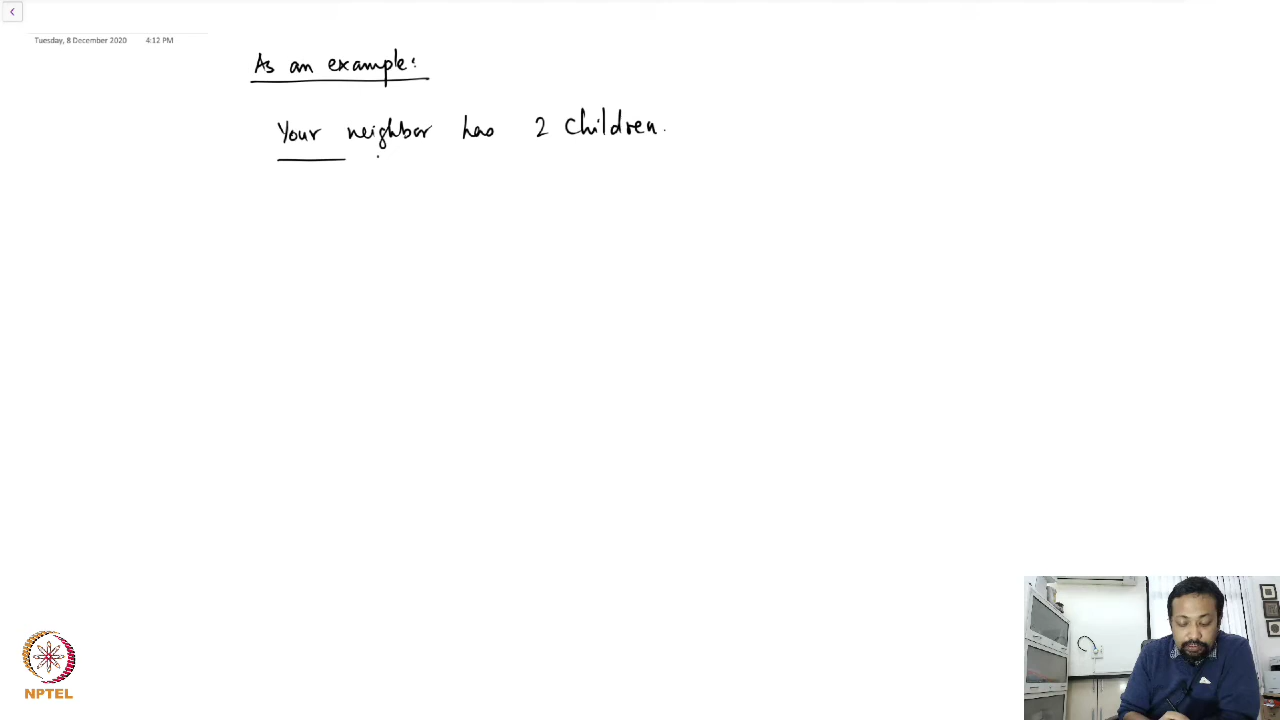 Tuesday, 8 December 2020 4:12 PM
As an example:
Your neighbor has 2 Children.
NPTEL